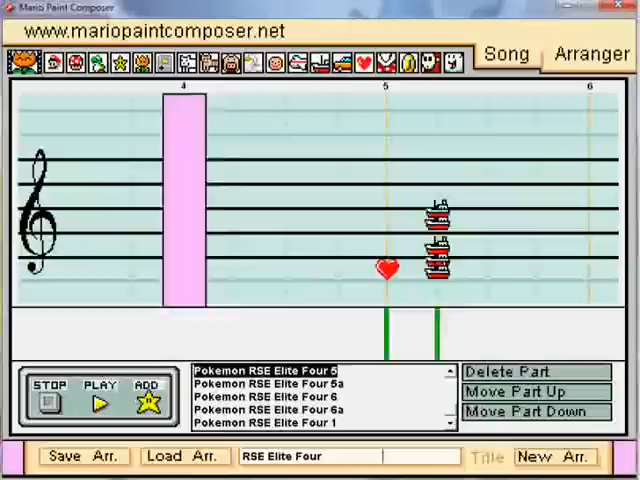 Mario Paint Composer
www.mariopaintcomposer.net
Song
Arranger
4
5
6
STOP
PLAY
ADD
Pokemon RSE Elite Four 5
Pokemon RSE Elite Four 5a
Pokemon RSE Elite Four 6
Pokemon RSE Elite Four 6a
Pokemon RSE Elite Four 1
Delete Part
Move Part Up
Move Part Down
Save Arr.
Load Arr.
RSE Elite Four
Title
New Arr.